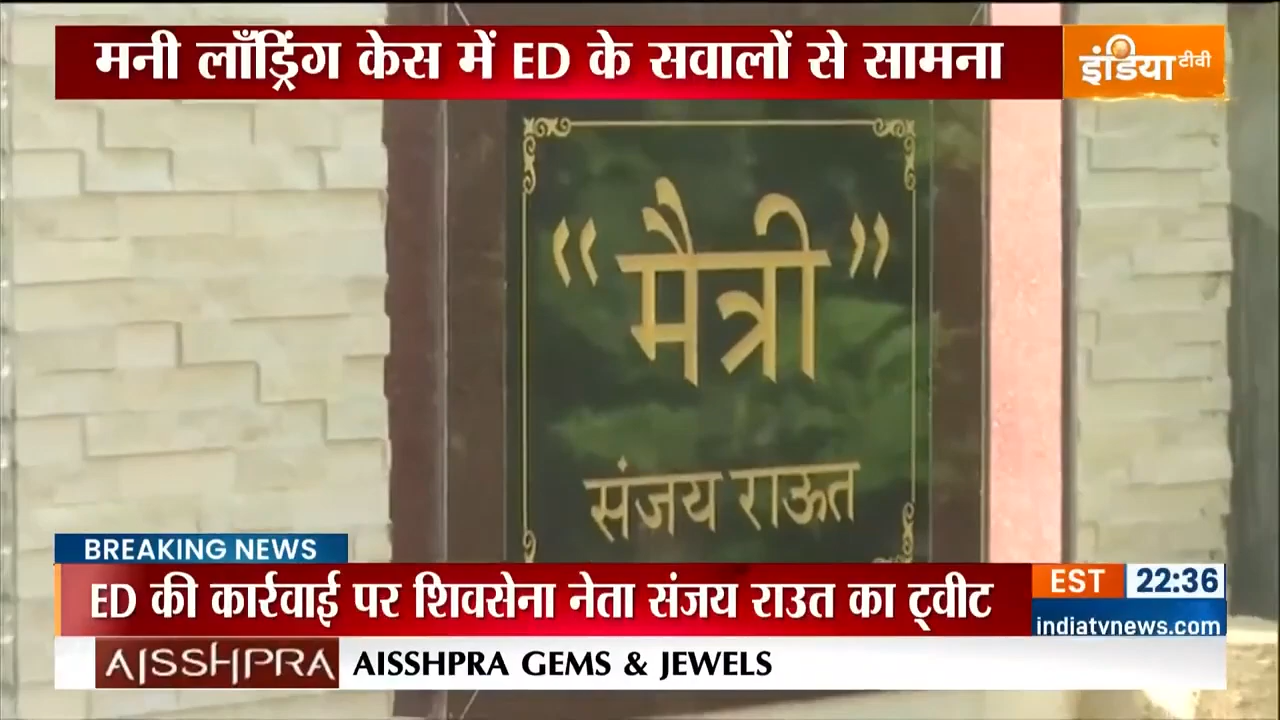 मनी लॉन्ड्रिंग केस में ED के सवालों से सामना
इंडिया टीवी
“मैत्री”
संजय राऊत
BREAKING NEWS
ED की कार्रवाई पर शिवसेना नेता संजय राउत का ट्वीट
EST 22:36
indiatvnews.com
AISSHPRA AISSHPRA GEMS & JEWELS